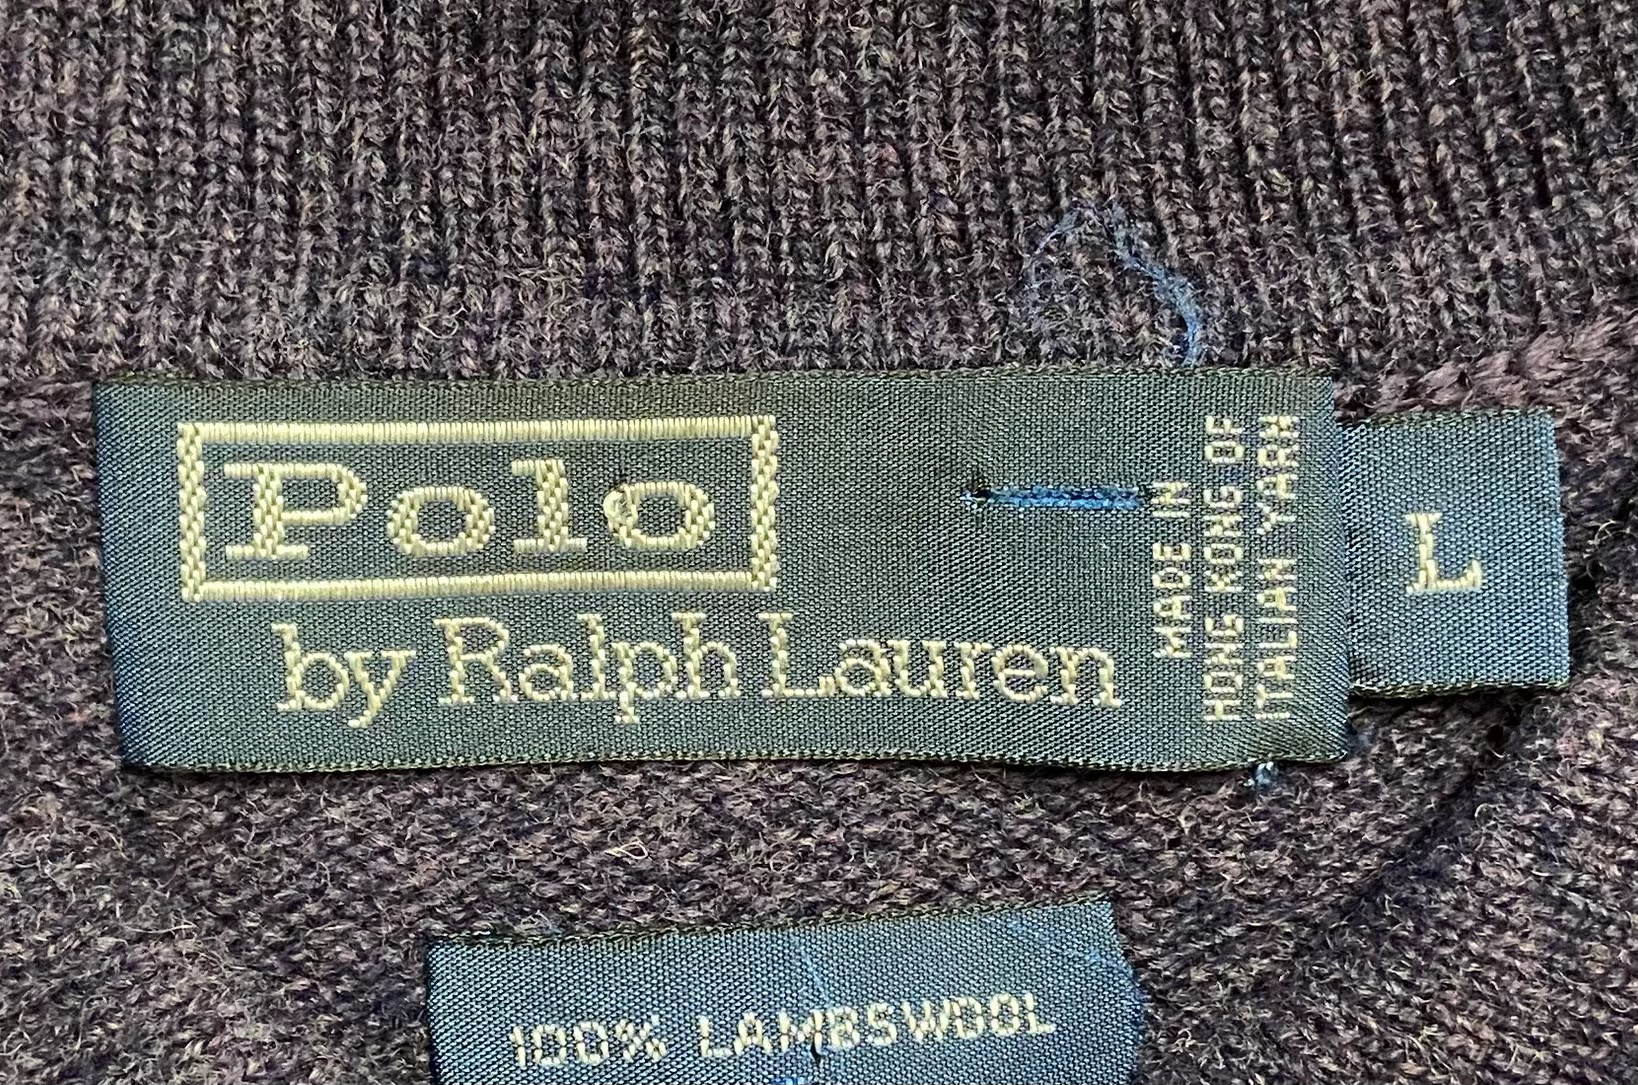 Polo
by Ralph Lauren
MADE IN
HONG KONG OF
ITALIAN YARN
L
100% LAMBSWOOL